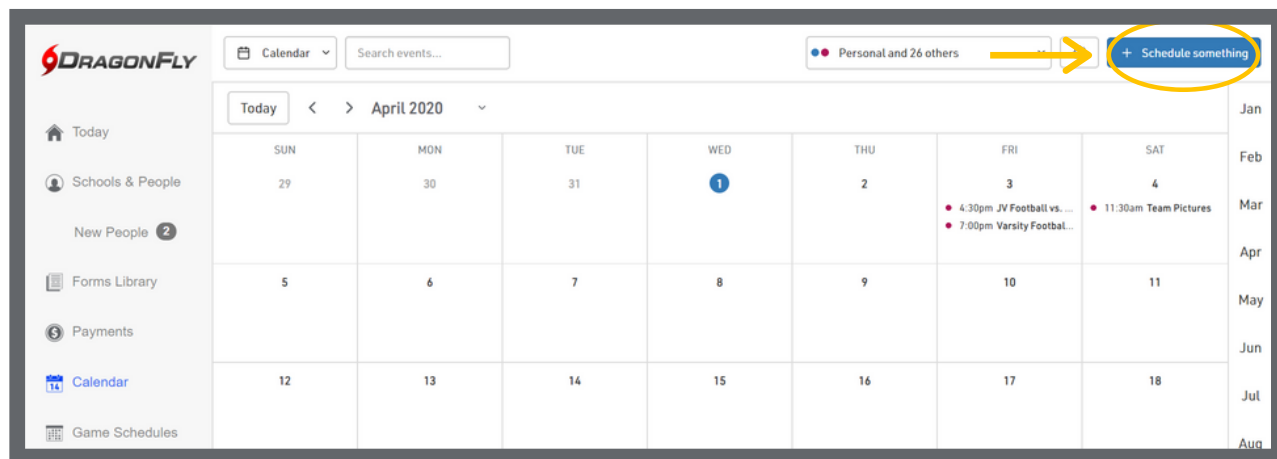 DRAGONFLY
Today
Schools & People
New People 2
Forms Library
Payments
14 Calendar
Game Schedules
Calendar
Search events...
Personal and 26 others
+ Schedule something
Today < > April 2020
SUN MON TUE WED THU FRI SAT
29 30 31 1 2 3 4
4:30pm JV Football vs. ...
7:00pm Varsity Footbal...
11:30am Team Pictures
5 6 7 8 9 10 11
12 13 14 15 16 17 18
Jan
Feb
Mar
Apr
May
Jun
Jul
Aug